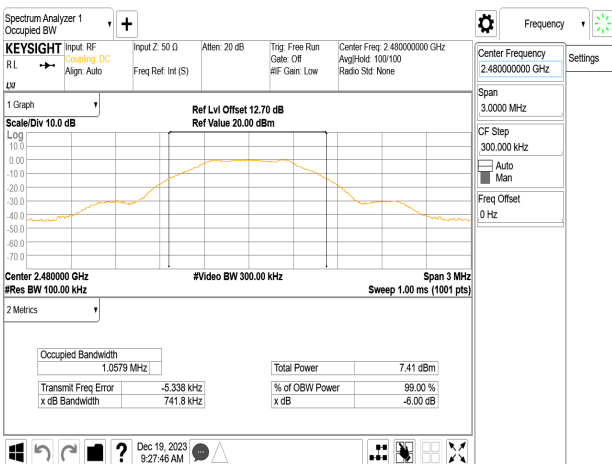 Spectrum Analyzer 1
Occupied BW
Frequency
KEYSIGHT
R L
Input: RF
Coupling: DC
Align: Auto
Input Z: 50 Ω
Freq Ref: Int (S)
Atten: 20 dB
Trig: Free Run
Gate: Off
#IF Gain: Low
Center Freq: 2.480000000 GHz
Avg|Hold: 100/100
Radio Std: None
Center Frequency
2.480000000 GHz
Settings
Span
3.0000 MHz
CF Step
300.000 kHz
Auto
Man
Freq Offset
0 Hz
1 Graph
Ref Lvl Offset 12.70 dB
Scale/Div 10.0 dB
Ref Value 20.00 dBm
Log
10.0
0.00
-10.0
-20.0
-30.0
-40.0
-50.0
-60.0
-70.0
Center 2.480000 GHz
#Video BW 300.00 kHz
Span 3 MHz
#Res BW 100.00 kHz
Sweep 1.00 ms (1001 pts)
2 Metrics
Occupied Bandwidth
1.0579 MHz
Total Power 7.41 dBm
Transmit Freq Error -5.338 kHz
% of OBW Power 99.00 %
x dB Bandwidth 741.8 kHz
x dB -6.00 dB
Dec 19, 2023
9:27:46 AM